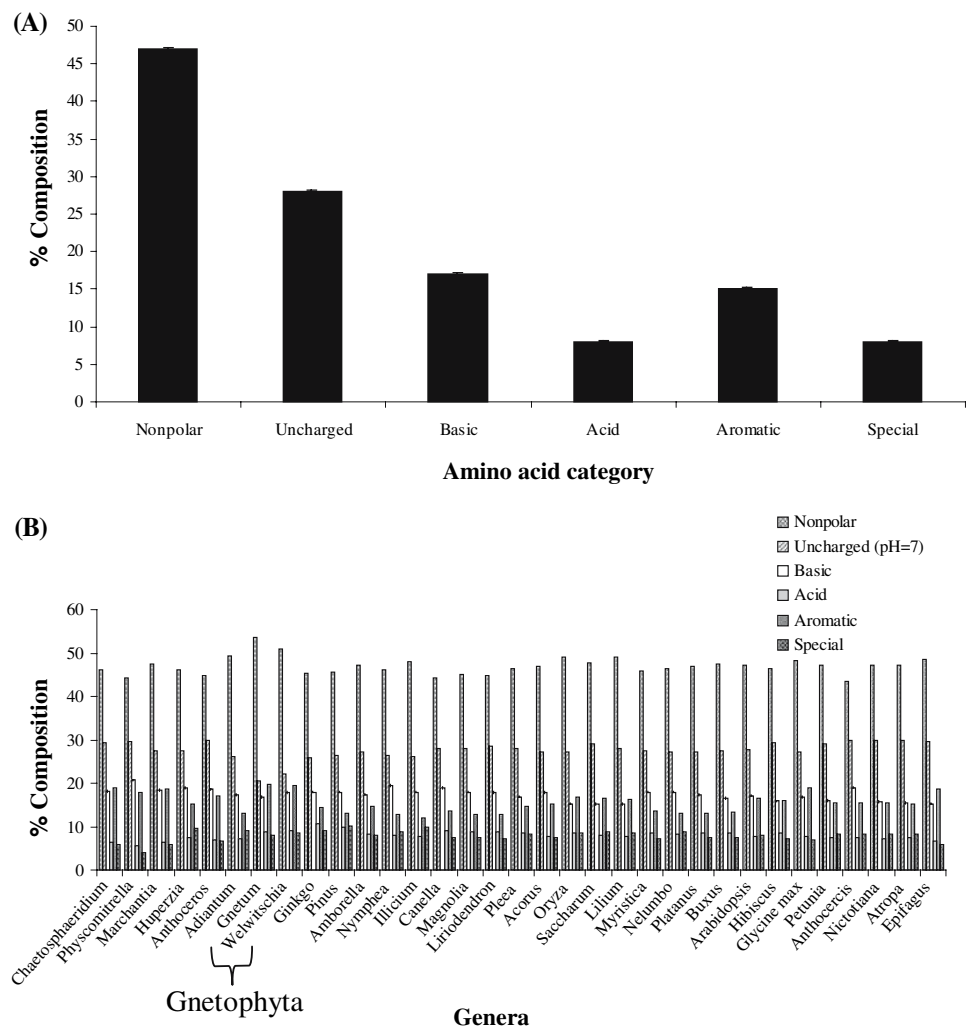 (A)
% Composition
50
45
40
35
30
25
20
15
10
5
0
Nonpolar Uncharged Basic Acid Aromatic Special
Amino acid category
(B)
Nonpolar
Uncharged (pH=7)
Basic
Acid
Aromatic
Special
% Composition
60
50
40
30
20
10
0
Chaetosphaeridium
Physcomitrella
Marchantia
Huperzia
Anthoceros
Adiantum
Gnetum
Welwitschia
Ginkgo
Pinus
Amborella
Nymphea
Illicium
Canella
Magnolia
Liriodendron
Pleea
Acorus
Oryza
Saccharum
Lilium
Myristica
Nelumbo
Platanus
Buxus
Arabidopsis
Hibiscus
Glycine max
Petunia
Anthocercis
Nictotiana
Atropa
Epifagus
Gnetophyta
Genera